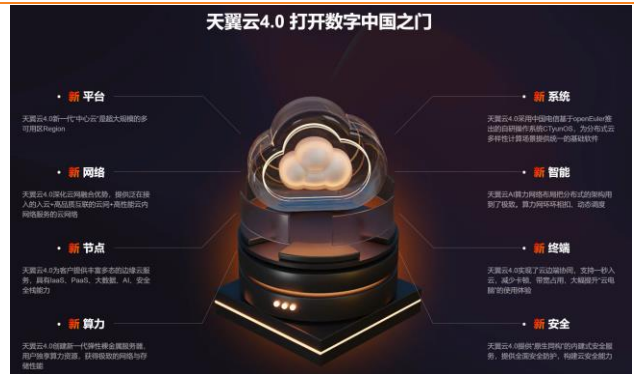 天翼云4.0 打开数字中国之门
• 新 平台
天翼云4.0新一代“中心云”是超大规模的多
可用区Region
• 新 网络
天翼云4.0深化云网融合优势，提供泛在接
入的入云+高品质互联的云间+高性能云内
网络服务的云网络
• 新 节点
天翼云4.0为客户提供丰富多态的边缘云服
务，具有IaaS、PaaS、大数据、AI、安全
全栈能力
• 新 算力
天翼云4.0创建新一代弹性裸金属服务器，
用户独享算力资源，获得极致的网络与存
储性能
• 新 系统
天翼云4.0采用中国电信基于openEuler推
出的自研操作系统CTyunOS，为分布式云
多样性计算场景提供统一的基础软件
• 新 智能
天翼云AI算力网络布网把分布式的架构用
到了极致，算力网环环相扣、动态调度
• 新 终端
天翼云4.0实现了云边端协同，支持一秒入
云，减少卡顿、带宽占用，大幅提升“云电
脑”的使用体验
• 新 安全
天翼云4.0提供“原生同构”的内建式安全服
务，提供全面安全防护，构建云安全能力